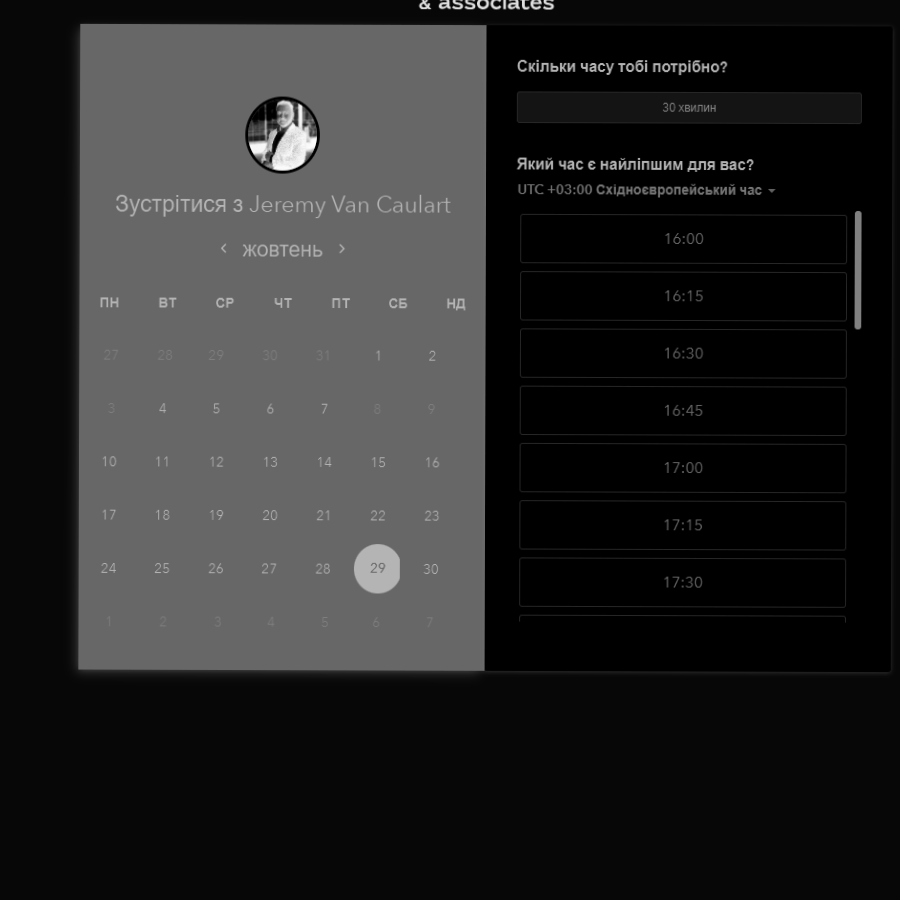 & associates
Зустрітися з Jeremy Van Caulart
жовтень
ПН ВТ СР ЧТ ПТ СБ НД
27 28 29 30 31 1 2
3 4 5 6 7 8 9
10 11 12 13 14 15 16
17 18 19 20 21 22 23
24 25 26 27 28 29 30
1 2 3 4 5 6 7
Скільки часу тобі потрібно?
30 хвилин
Який час є найліпшим для вас?
UTC +03:00 Східноєвропейський час
16:00
16:15
16:30
16:45
17:00
17:15
17:30